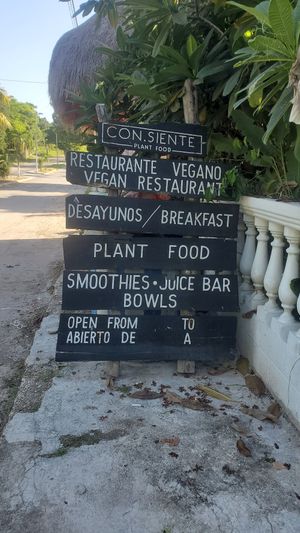 CON.SIENTE
PLANT FOOD
RESTAURANTE VEGANO
VEGAN RESTAURANT
DESAYUNOS/BREAKFAST
PLANT FOOD
SMOOTHIES · JUICE BAR
BOWLS
OPEN FROM TO
ABIERTO DE A